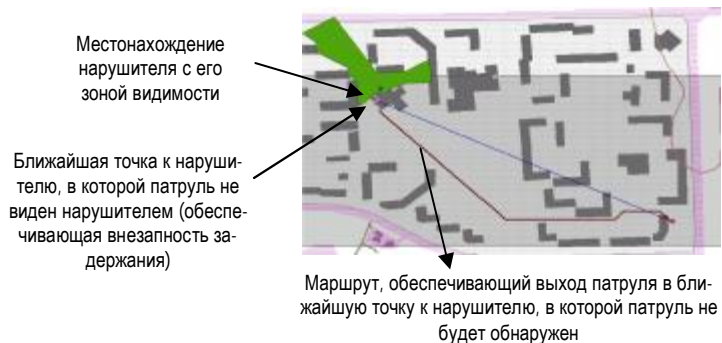 Местонахождение
нарушителя с его
зоной видимости
Ближайшая точка к наруши-
телю, в которой патруль не
виден нарушителем (обеспе-
чивающая внезапность за-
держания)
Маршрут, обеспечивающий выход патруля в бли-
жайшую точку к нарушителю, в которой патруль не
будет обнаружен